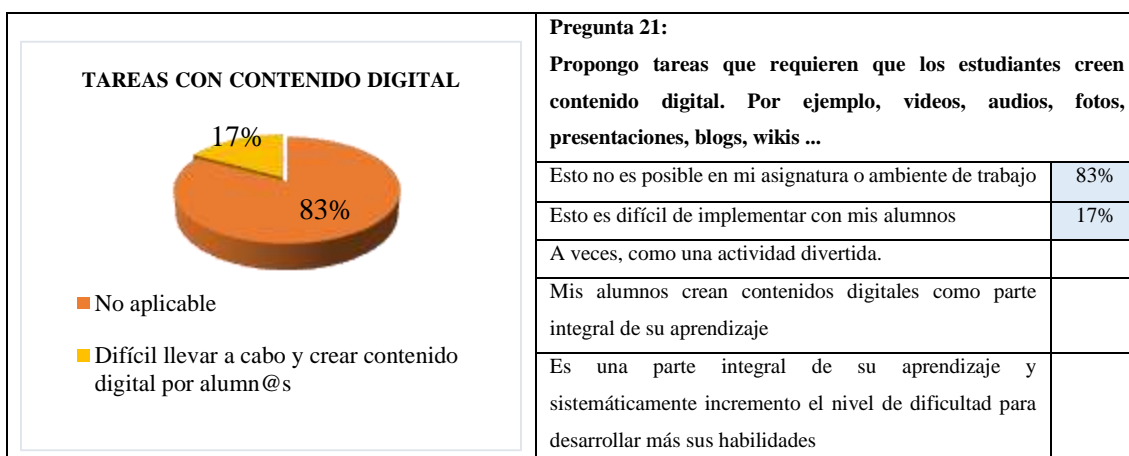 TAREAS CON CONTENIDO DIGITAL
17%
83%
No aplicable
Difícil llevar a cabo y crear contenido
digital por alumn@s
Pregunta 21:
Propongo tareas que requieren que los estudiantes creen
contenido digital. Por ejemplo, videos, audios, fotos,
presentaciones, blogs, wikis ...
Esto no es posible en mi asignatura o ambiente de trabajo 83%
Esto es difícil de implementar con mis alumnos 17%
A veces, como una actividad divertida.
Mis alumnos crean contenidos digitales como parte
integral de su aprendizaje
Es una parte integral de su aprendizaje y
sistemáticamente incremento el nivel de dificultad para
desarrollar más sus habilidades